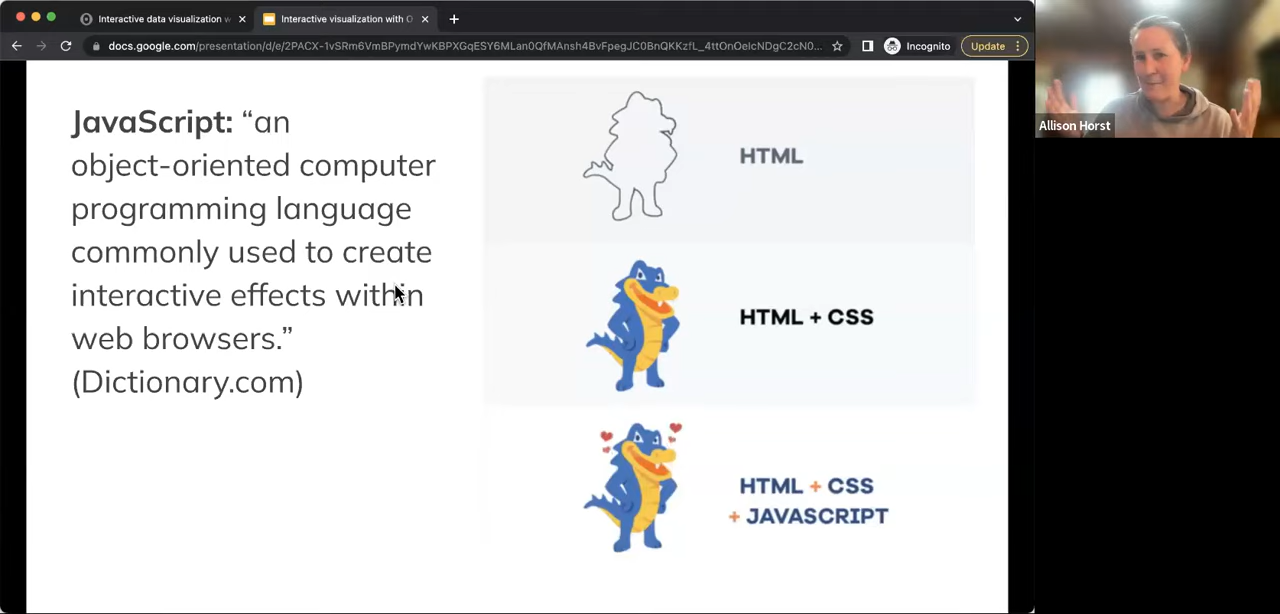 Interactive data visualization w
Interactive visualization with O
docs.google.com/presentation/d/e/2PACX-1vSRm6VmBPymdYwKBPXGqESY6MLan0QfMAnsh4BvFpegJC0BnQKKzfL_4ttOnOelcNDgC2cN0...
Incognito
Update
Allison Horst
JavaScript: “an
object-oriented computer
programming language
commonly used to create
interactive effects within
web browsers.”
(Dictionary.com)
HTML
HTML + CSS
HTML + CSS
+ JAVASCRIPT